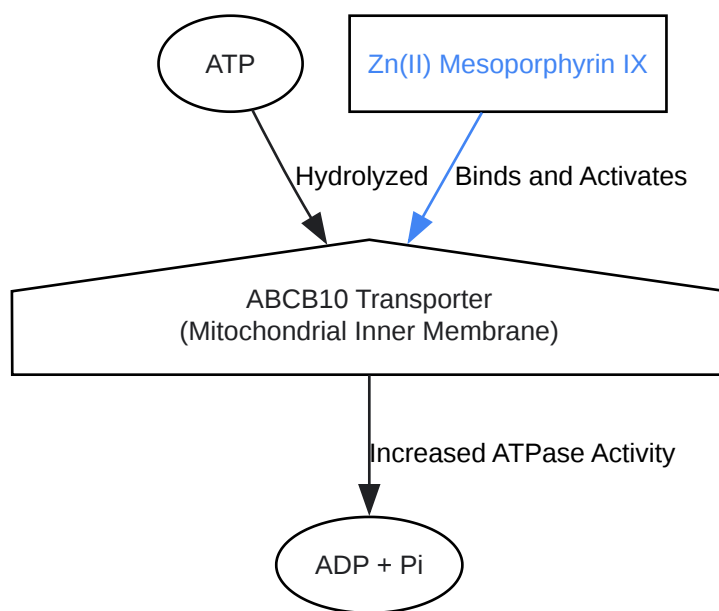 ATP
Zn(II) Mesoporphyrin IX
Hydrolyzed
Binds and Activates
ABCB10 Transporter
(Mitochondrial Inner Membrane)
Increased ATPase Activity
ADP + Pi